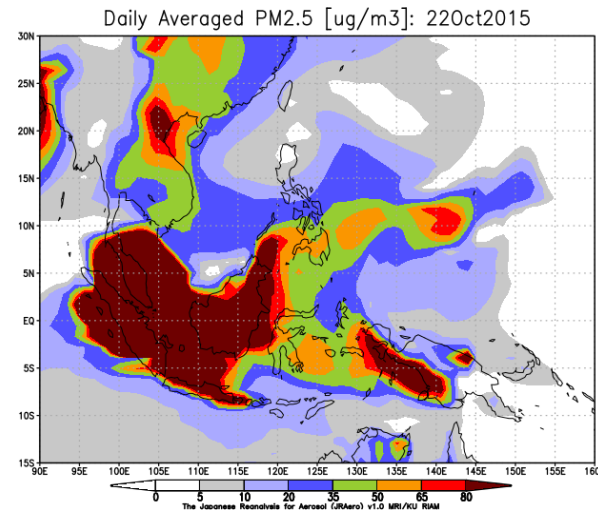 Daily Averaged PM2.5 [ug/m3]: 22Oct2015
30N
25N
20N
15N
10N
5N
EQ
5S
10S
15S
90E 95E 100E 105E 110E 115E 120E 125E 130E 135E 140E 145E 150E 155E 160E
0 5 10 20 35 50 65 80
The Japanese Reanalysis for Aerosol (JRAero) v1.0 MRI/KU RIAM